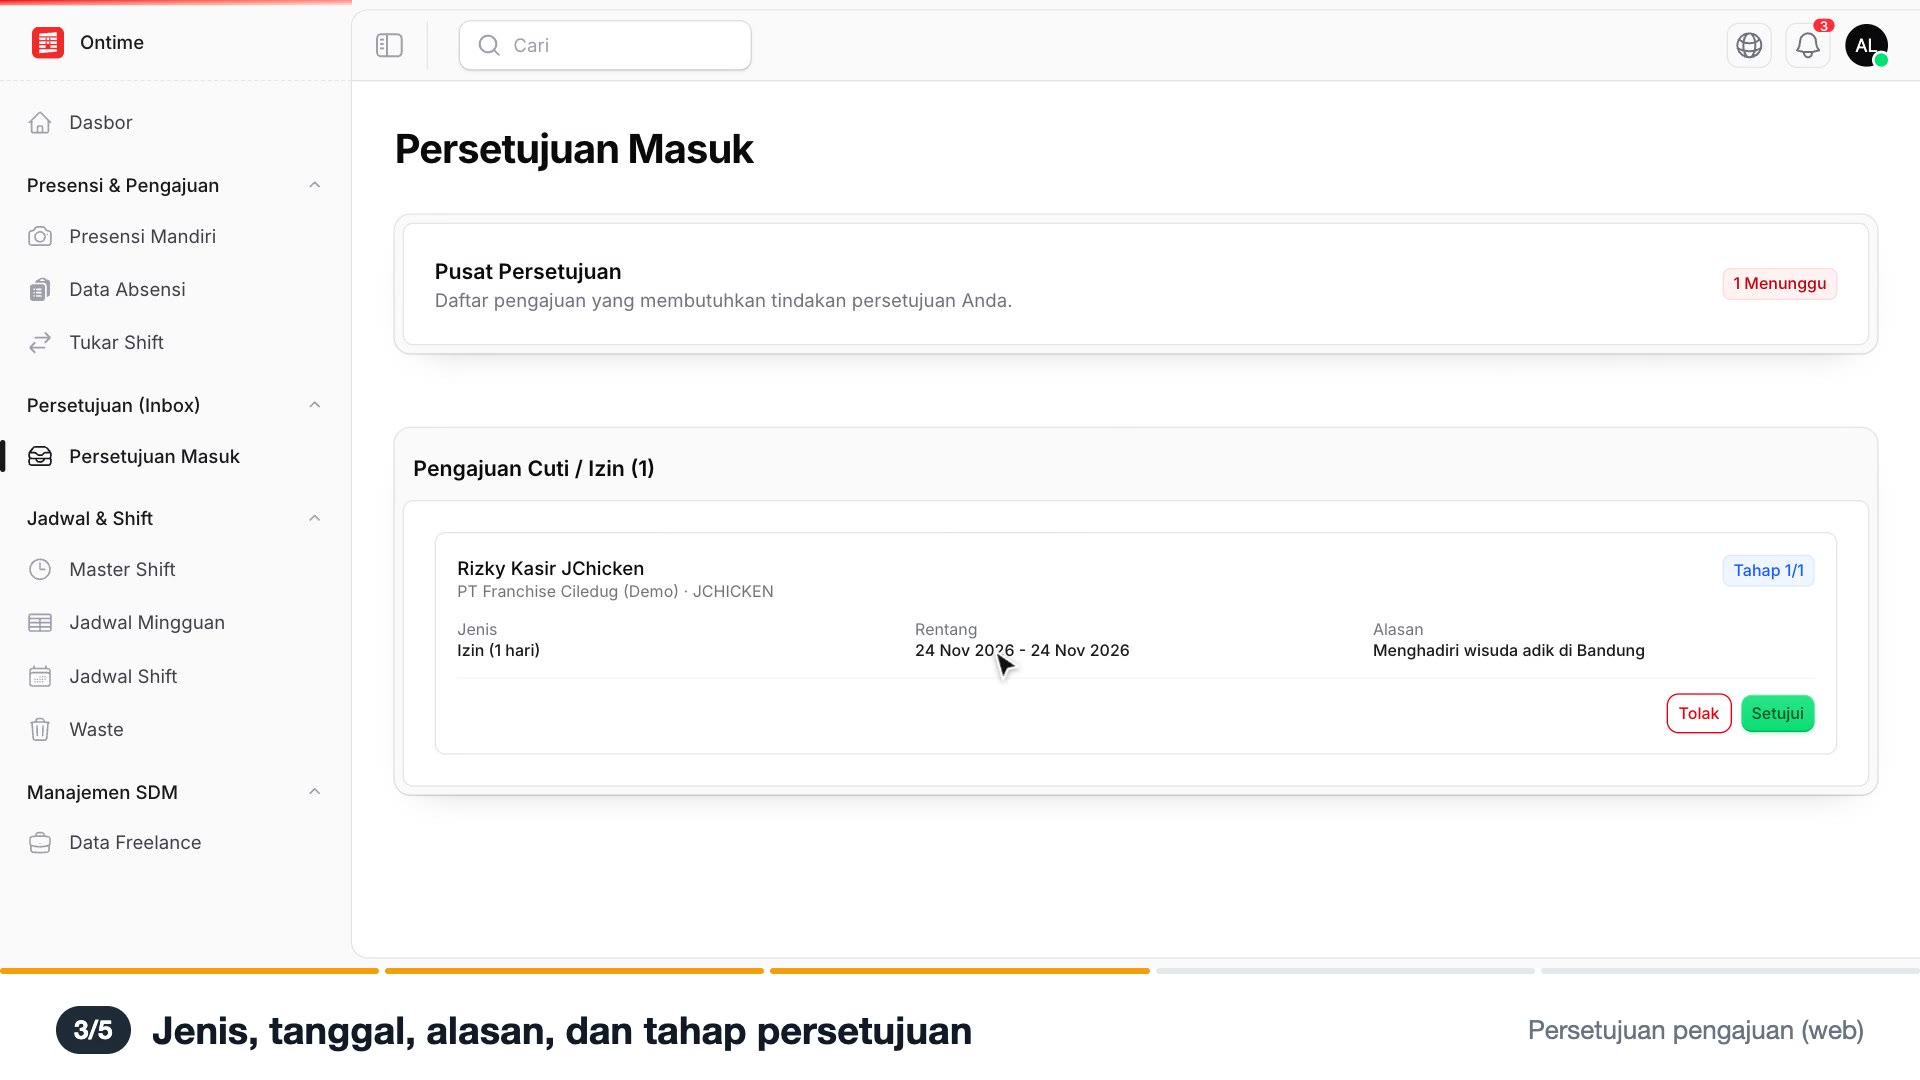 Ontime
Cari
3
AL
Dasbor
Presensi & Pengajuan
Presensi Mandiri
Data Absensi
Tukar Shift
Persetujuan (Inbox)
Persetujuan Masuk
Jadwal & Shift
Master Shift
Jadwal Mingguan
Jadwal Shift
Waste
Manajemen SDM
Data Freelance
Persetujuan Masuk
Pusat Persetujuan
Daftar pengajuan yang membutuhkan tindakan persetujuan Anda.
1 Menunggu
Pengajuan Cuti / Izin (1)
Rizky Kasir JChicken
PT Franchise Ciledug (Demo) · JCHICKEN
Tahap 1/1
Jenis
Izin (1 hari)
Rentang
24 Nov 2026 - 24 Nov 2026
Alasan
Menghadiri wisuda adik di Bandung
Tolak
Setujui
3/5
Jenis, tanggal, alasan, dan tahap persetujuan
Persetujuan pengajuan (web)